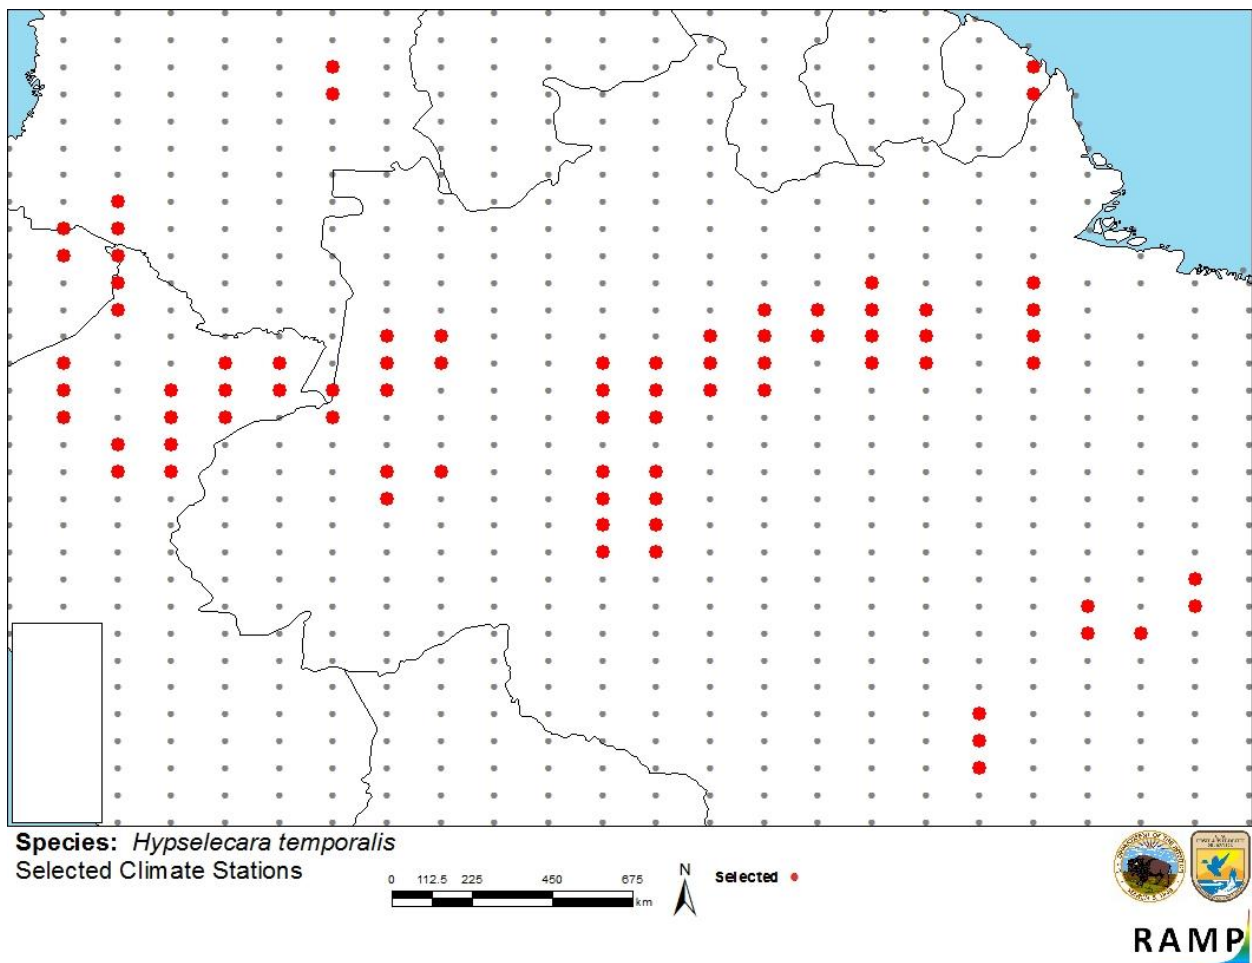 Species: Hypselecara temporalis
Selected Climate Stations
0 112.5 225 450 675
km
N
Selected
RAMP